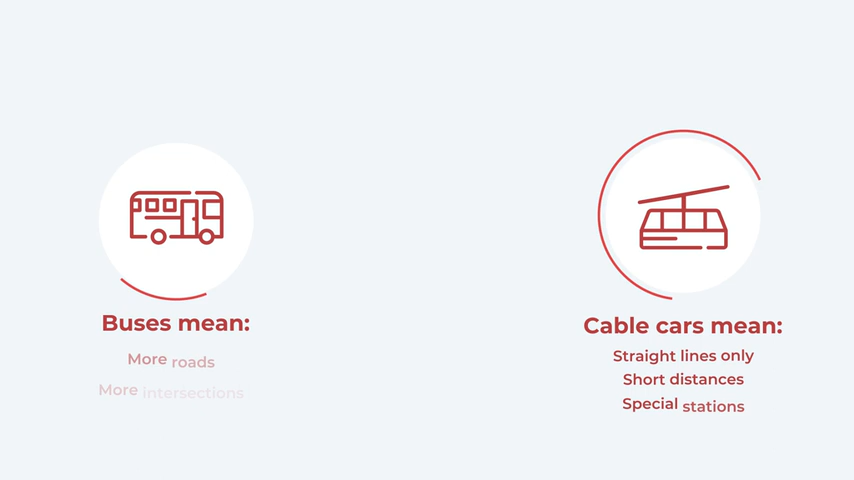 Buses mean:
More roads
More intersections
Cable cars mean:
Straight lines only
Short distances
Special stations